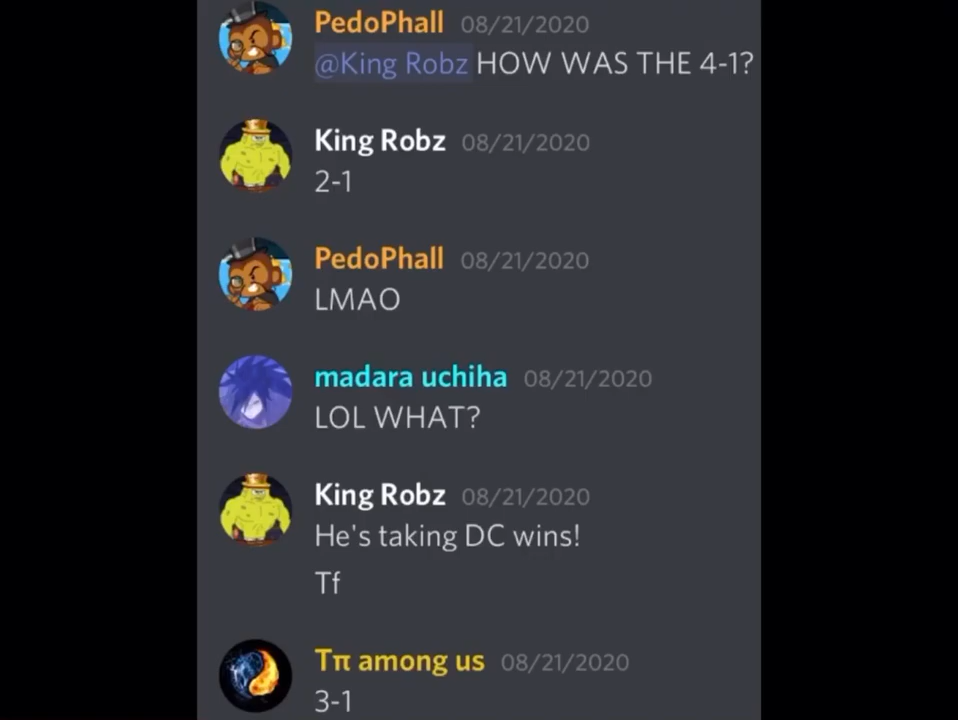 PedoPhall 08/21/2020
@King Robz HOW WAS THE 4-1?
King Robz 08/21/2020
2-1
PedoPhall 08/21/2020
LMAO
madara uchiha 08/21/2020
LOL WHAT?
King Robz 08/21/2020
He's taking DC wins!
Tf
Tπ among us 08/21/2020
3-1